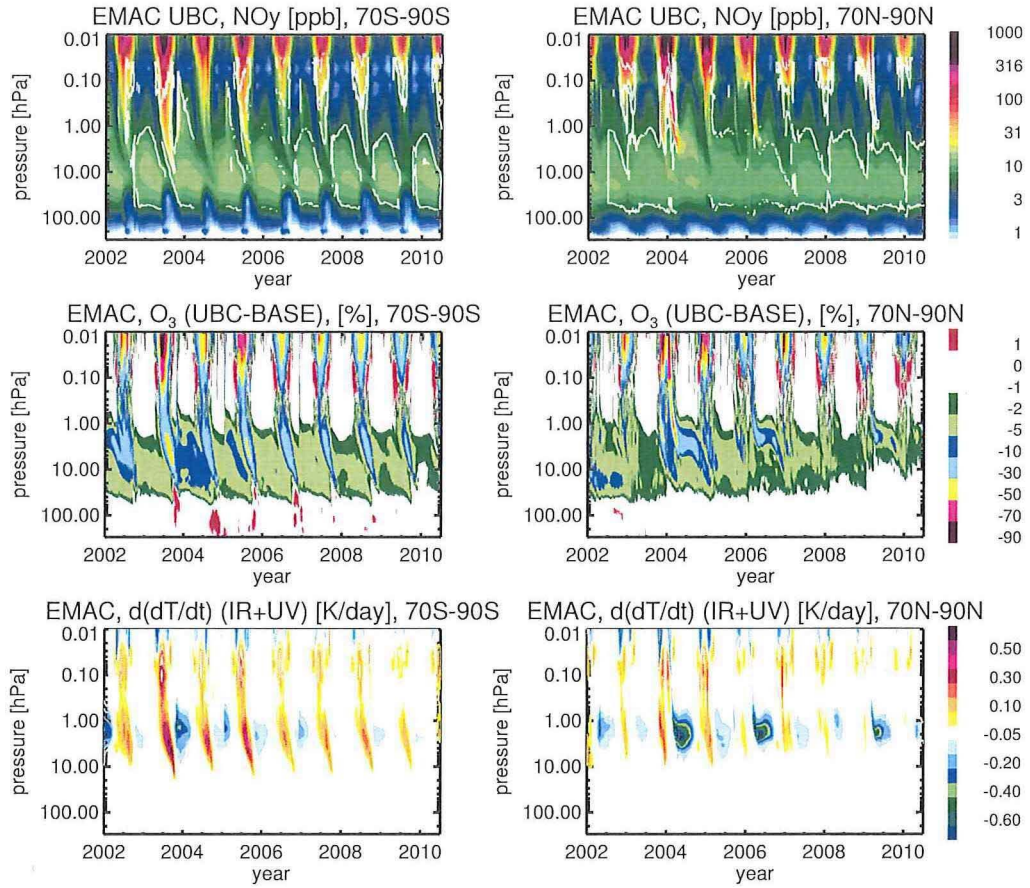 EMAC UBC, NOy [ppb], 70S-90S
EMAC UBC, NOy [ppb], 70N-90N
pressure [hPa]
0.01
0.10
1.00
10.00
100.00
2002 2004 2006 2008 2010
year
pressure [hPa]
0.01
0.10
1.00
10.00
100.00
2002 2004 2006 2008 2010
year
1000
316
100
31
10
3
1
EMAC, O₃ (UBC-BASE), [%], 70S-90S
EMAC, O₃ (UBC-BASE), [%], 70N-90N
pressure [hPa]
0.01
0.10
1.00
10.00
100.00
2002 2004 2006 2008 2010
year
pressure [hPa]
0.01
0.10
1.00
10.00
100.00
2002 2004 2006 2008 2010
year
1
0
-1
-2
-5
-10
-30
-50
-70
-90
EMAC, d(dT/dt) (IR+UV) [K/day], 70S-90S
EMAC, d(dT/dt) (IR+UV) [K/day], 70N-90N
pressure [hPa]
0.01
0.10
1.00
10.00
100.00
2002 2004 2006 2008 2010
year
pressure [hPa]
0.01
0.10
1.00
10.00
100.00
2002 2004 2006 2008 2010
year
0.50
0.30
0.10
-0.05
-0.20
-0.40
-0.60